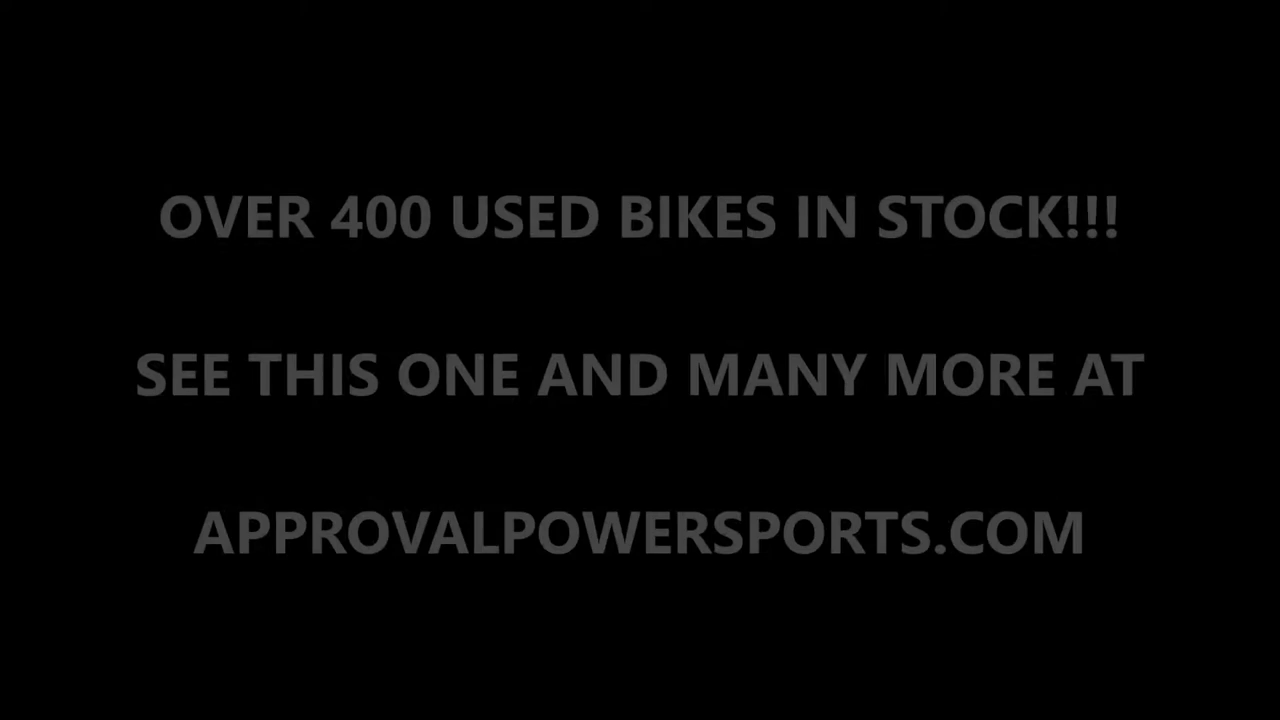 OVER 400 USED BIKES IN STOCK!!!
SEE THIS ONE AND MANY MORE AT
APPROVALPOWERSPORTS.COM